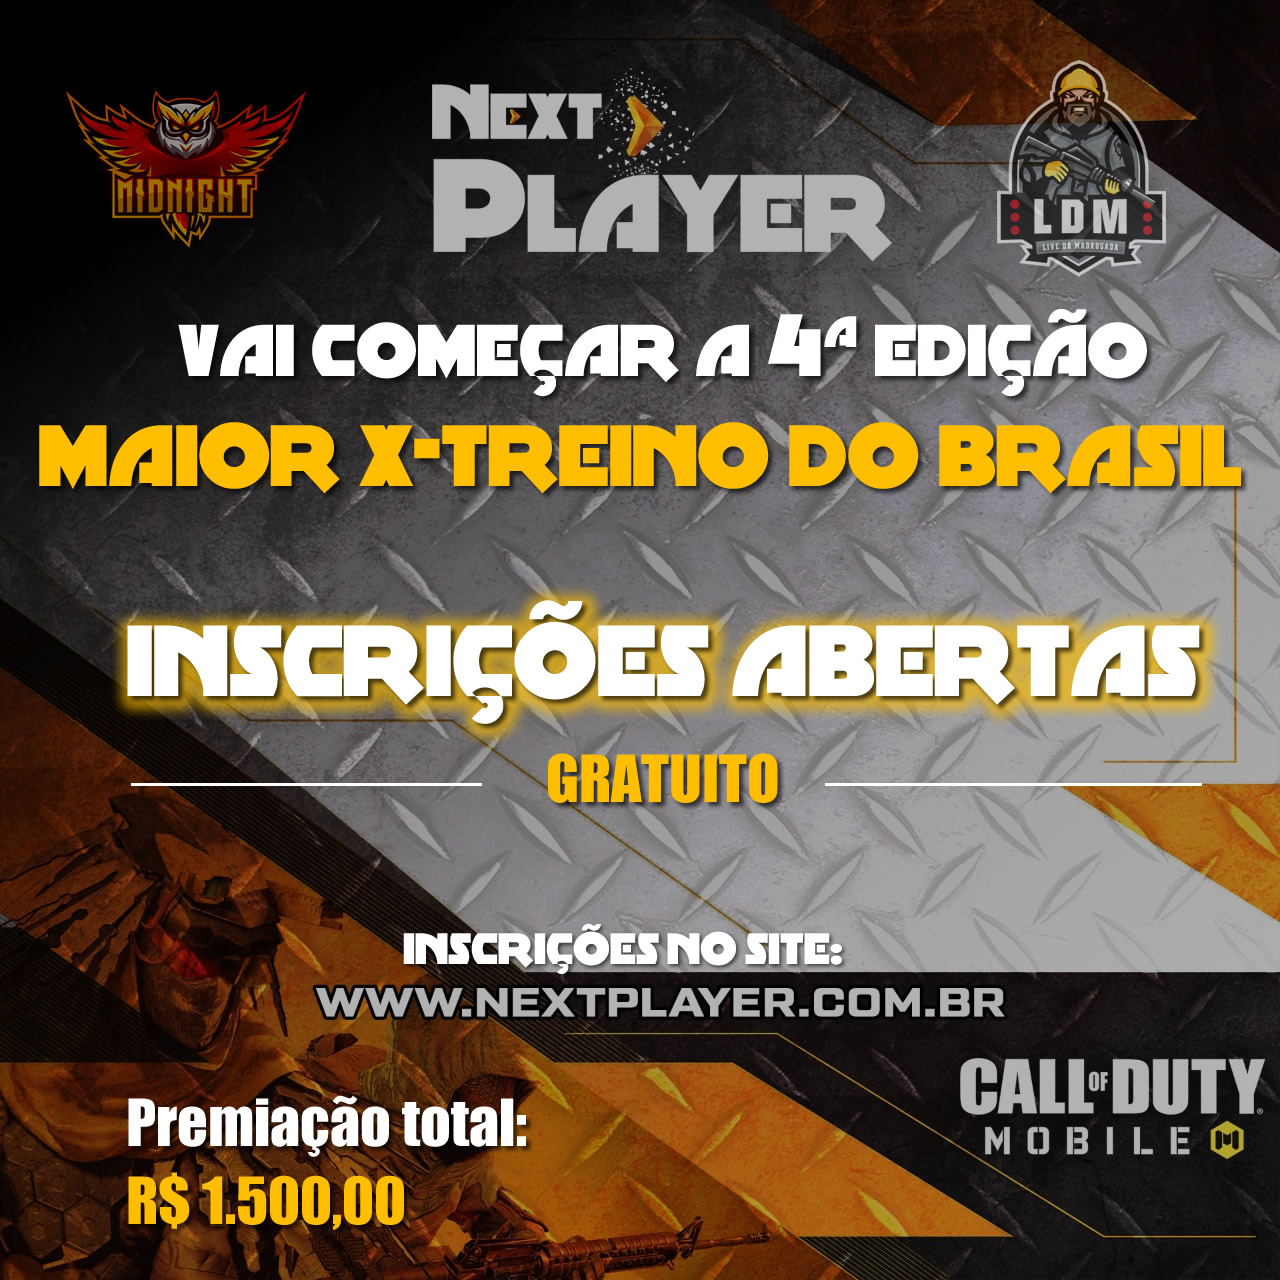 MIDNIGHT
NEXT
PLAYER
LDM
LIVE DA MADRUGADA
VAI COMEÇAR A 4ª EDIÇÃO
MAIOR X-TREINO DO BRASIL
INSCRIÇÕES ABERTAS
GRATUITO
INSCRIÇÕES NO SITE:
WWW.NEXTPLAYER.COM.BR
Premiação total:
R$ 1.500,00
CALL OF DUTY®
MOBILE